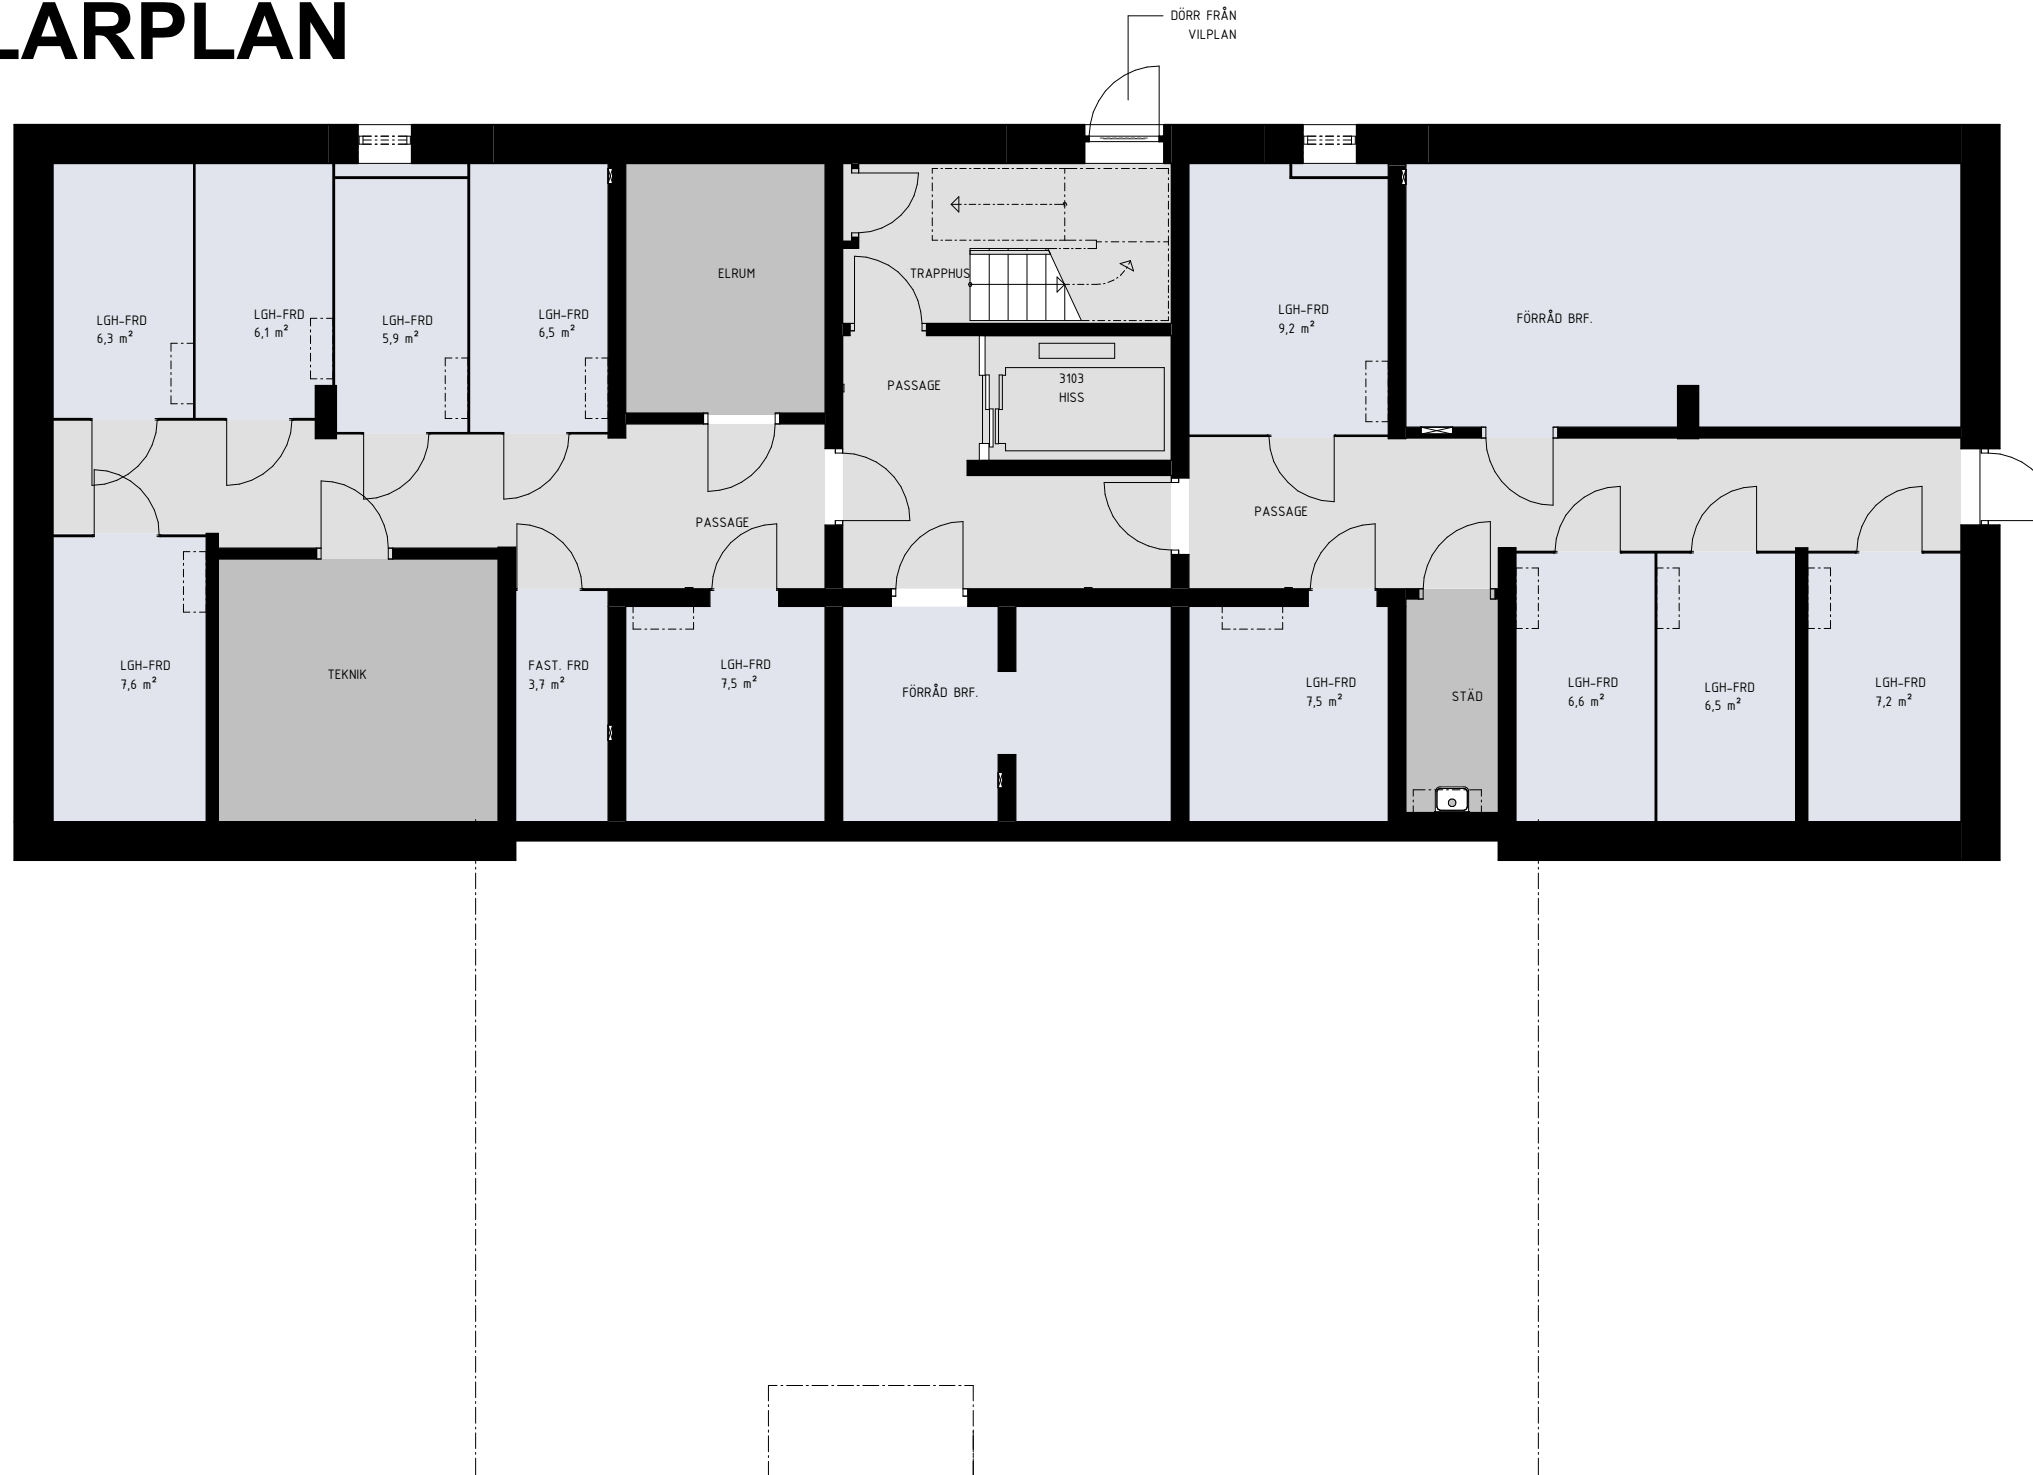 LARPLAN
DÖRR FRÅN
VILPLAN
LGH-FRD
6,3 m²
LGH-FRD
6,1 m²
LGH-FRD
5,9 m²
LGH-FRD
6,5 m²
ELRUM
TRAPPHUS
PASSAGE
3103
HISS
LGH-FRD
9,2 m²
FÖRRÅD BRF.
PASSAGE
PASSAGE
LGH-FRD
7,6 m²
TEKNIK
FAST. FRD
3,7 m²
LGH-FRD
7,5 m²
FÖRRÅD BRF.
LGH-FRD
7,5 m²
STÄD
LGH-FRD
6,6 m²
LGH-FRD
6,5 m²
LGH-FRD
7,2 m²